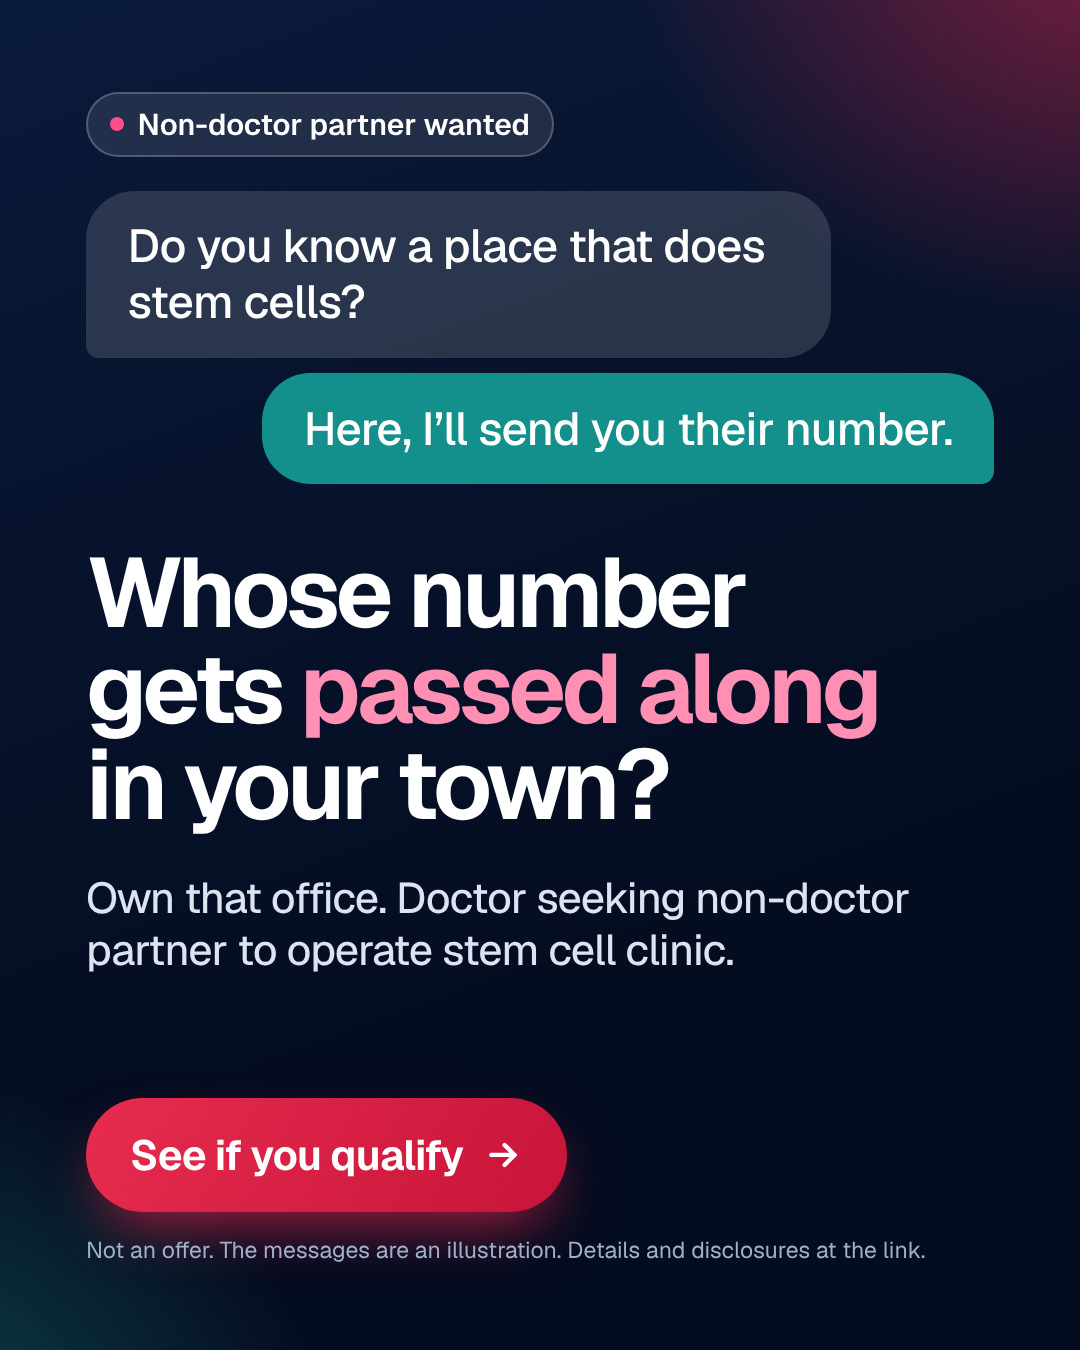 Non-doctor partner wanted
Do you know a place that does
stem cells?
Here, I’ll send you their number.
Whose number
gets passed along
in your town?
Own that office. Doctor seeking non-doctor
partner to operate stem cell clinic.
See if you qualify →
Not an offer. The messages are an illustration. Details and disclosures at the link.